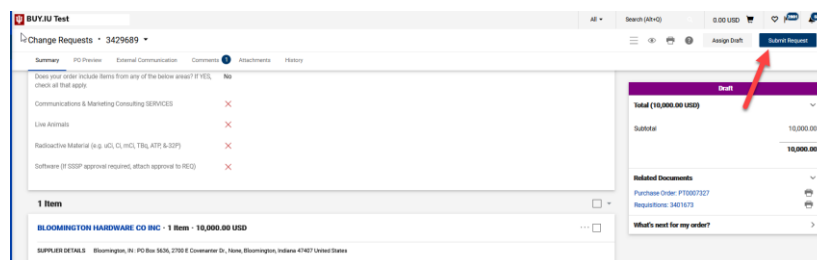 BUY.IU Test
All
Search (Alt+Q)
0.00 USD
Change Requests
3429689
Assign Draft
Submit Request
Summary
PO Preview
External Communication
Comments
Attachments
History
Does your order include items from any of the below areas? If YES, check all that apply.
No
Communications & Marketing Consulting SERVICES
Live Animals
Radioactive Material (e.g. uCi, Ci, mCi, TBq, ATP, & 32P)
Software (If SSSP approval required, attach approval to REQ)
1 Item
BLOOMINGTON HARDWARE CO INC · 1 Item · 10,000.00 USD
SUPPLIER DETAILS Bloomington, IN : PO Box 5636, 2700 E Covenanter Dr., None, Bloomington, Indiana 47407 United States
Draft
Total (10,000.00 USD)
Subtotal
10,000.00
10,000.00
Related Documents
Purchase Order: PT0007327
Requisitions: 3401673
What's next for my order?